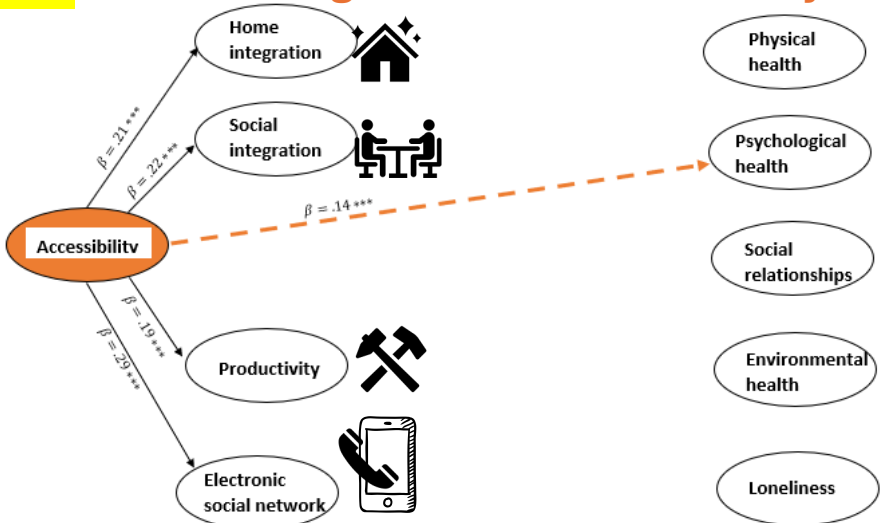 Home
integration
Physical
health
Social
integration
Psychological
health
β = .21 ***
β = .22 ***
β = .14 ***
Accessibility
Social
relationships
β = .19 ***
β = .29 ***
Productivity
Environmental
health
Electronic
social network
Loneliness